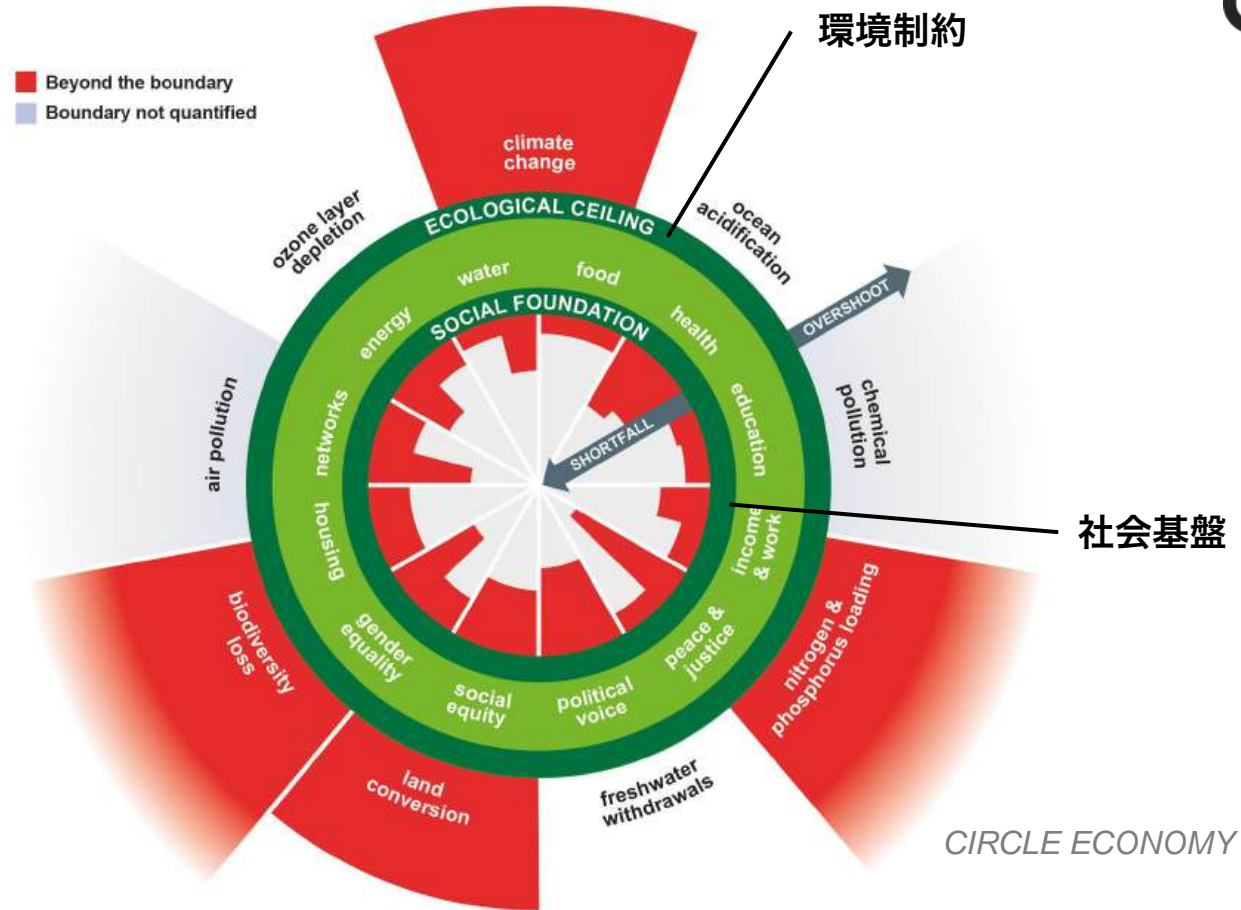 環境制約
Beyond the boundary
Boundary not quantified
climate
change
ozone layer
depletion
ECOLOGICAL CEILING
ocean
acidification
water
food
energy
SOCIAL FOUNDATION
health
OVERSHOOT
networks
education
air pollution
SHORTFALL
chemical
pollution
housing
income
& work
社会基盤
biodiversity
loss
gender
equality
social
equity
political
voice
peace &
justice
nitrogen &
phosphorus loading
land
conversion
freshwater
withdrawals
CIRCLE ECONOMY